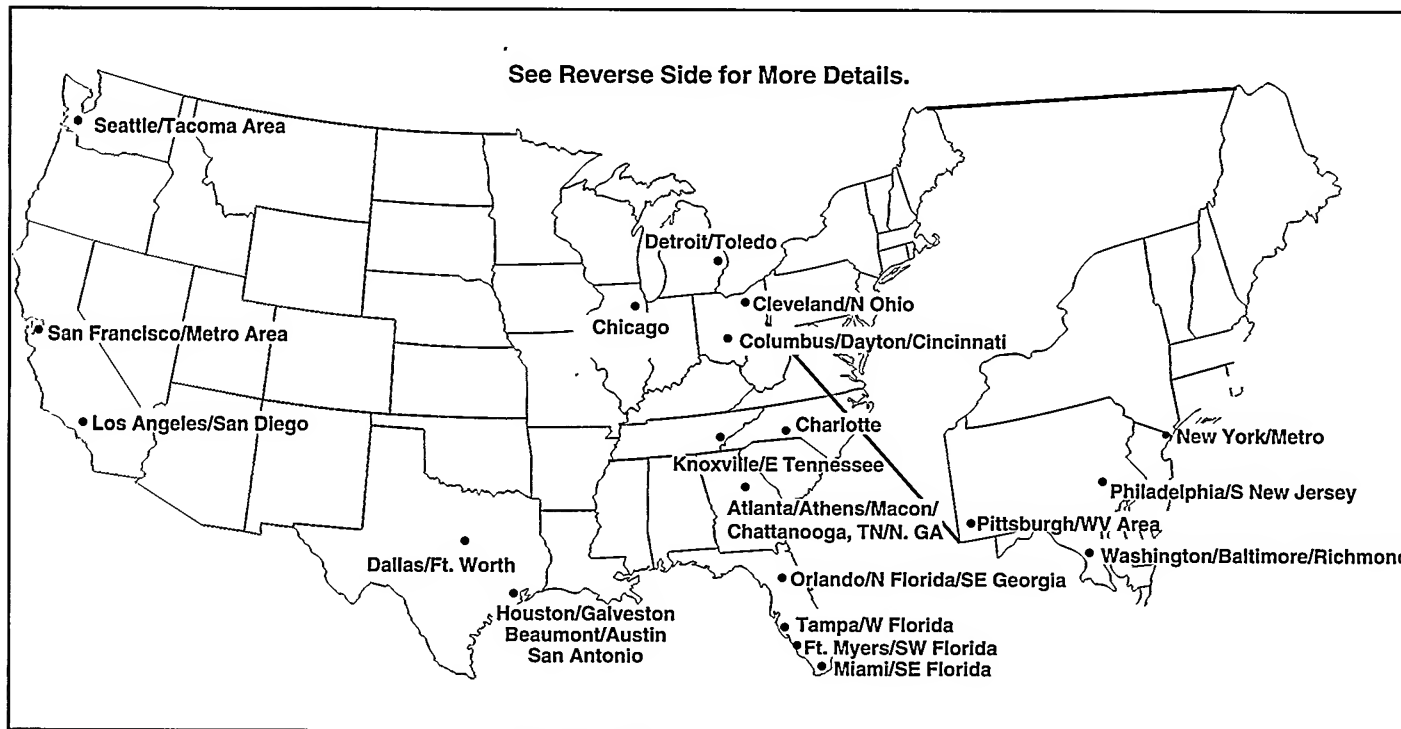 See Reverse Side for More Details.
Seattle/Tacoma Area
Detroit/Toledo
Cleveland/N Ohio
Chicago
San Francisco/Metro Area
Columbus/Dayton/Cincinnati
Los Angeles/San Diego
Charlotte
New York/Metro
Knoxville/E Tennessee
Philadelphia/S New Jersey
Atlanta/Athens/Macon/
Chattanooga, TN/N. GA
Pittsburgh/WV Area
Washington/Baltimore/Richmond
Dallas/Ft. Worth
Orlando/N Florida/SE Georgia
Houston/Galveston
Beaumont/Austin
San Antonio
Tampa/W Florida
Ft. Myers/SW Florida
Miami/SE Florida